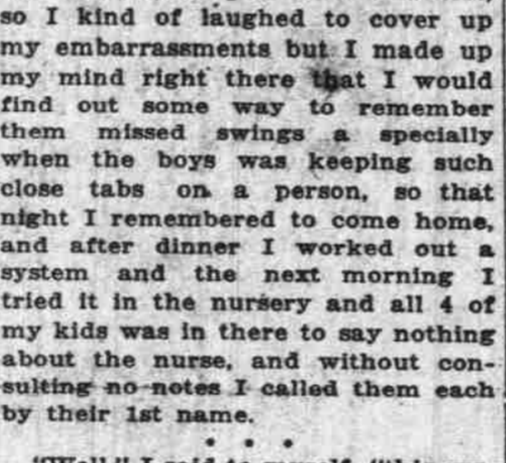 so I kind of laughed to cover up
my embarrassments but I made up
my mind right there that I would
find out some way to remember
them missed swings a specially
when the boys was keeping such
close tabs on a person, so that
night I remembered to come home,
and after dinner I worked out a
system and the next morning I
tried it in the nursery and all 4 of
my kids was in there to say nothing
about the nurse, and without con-
sulting no notes I called them each
by their 1st name.
• • •
"Well," I said to myself,